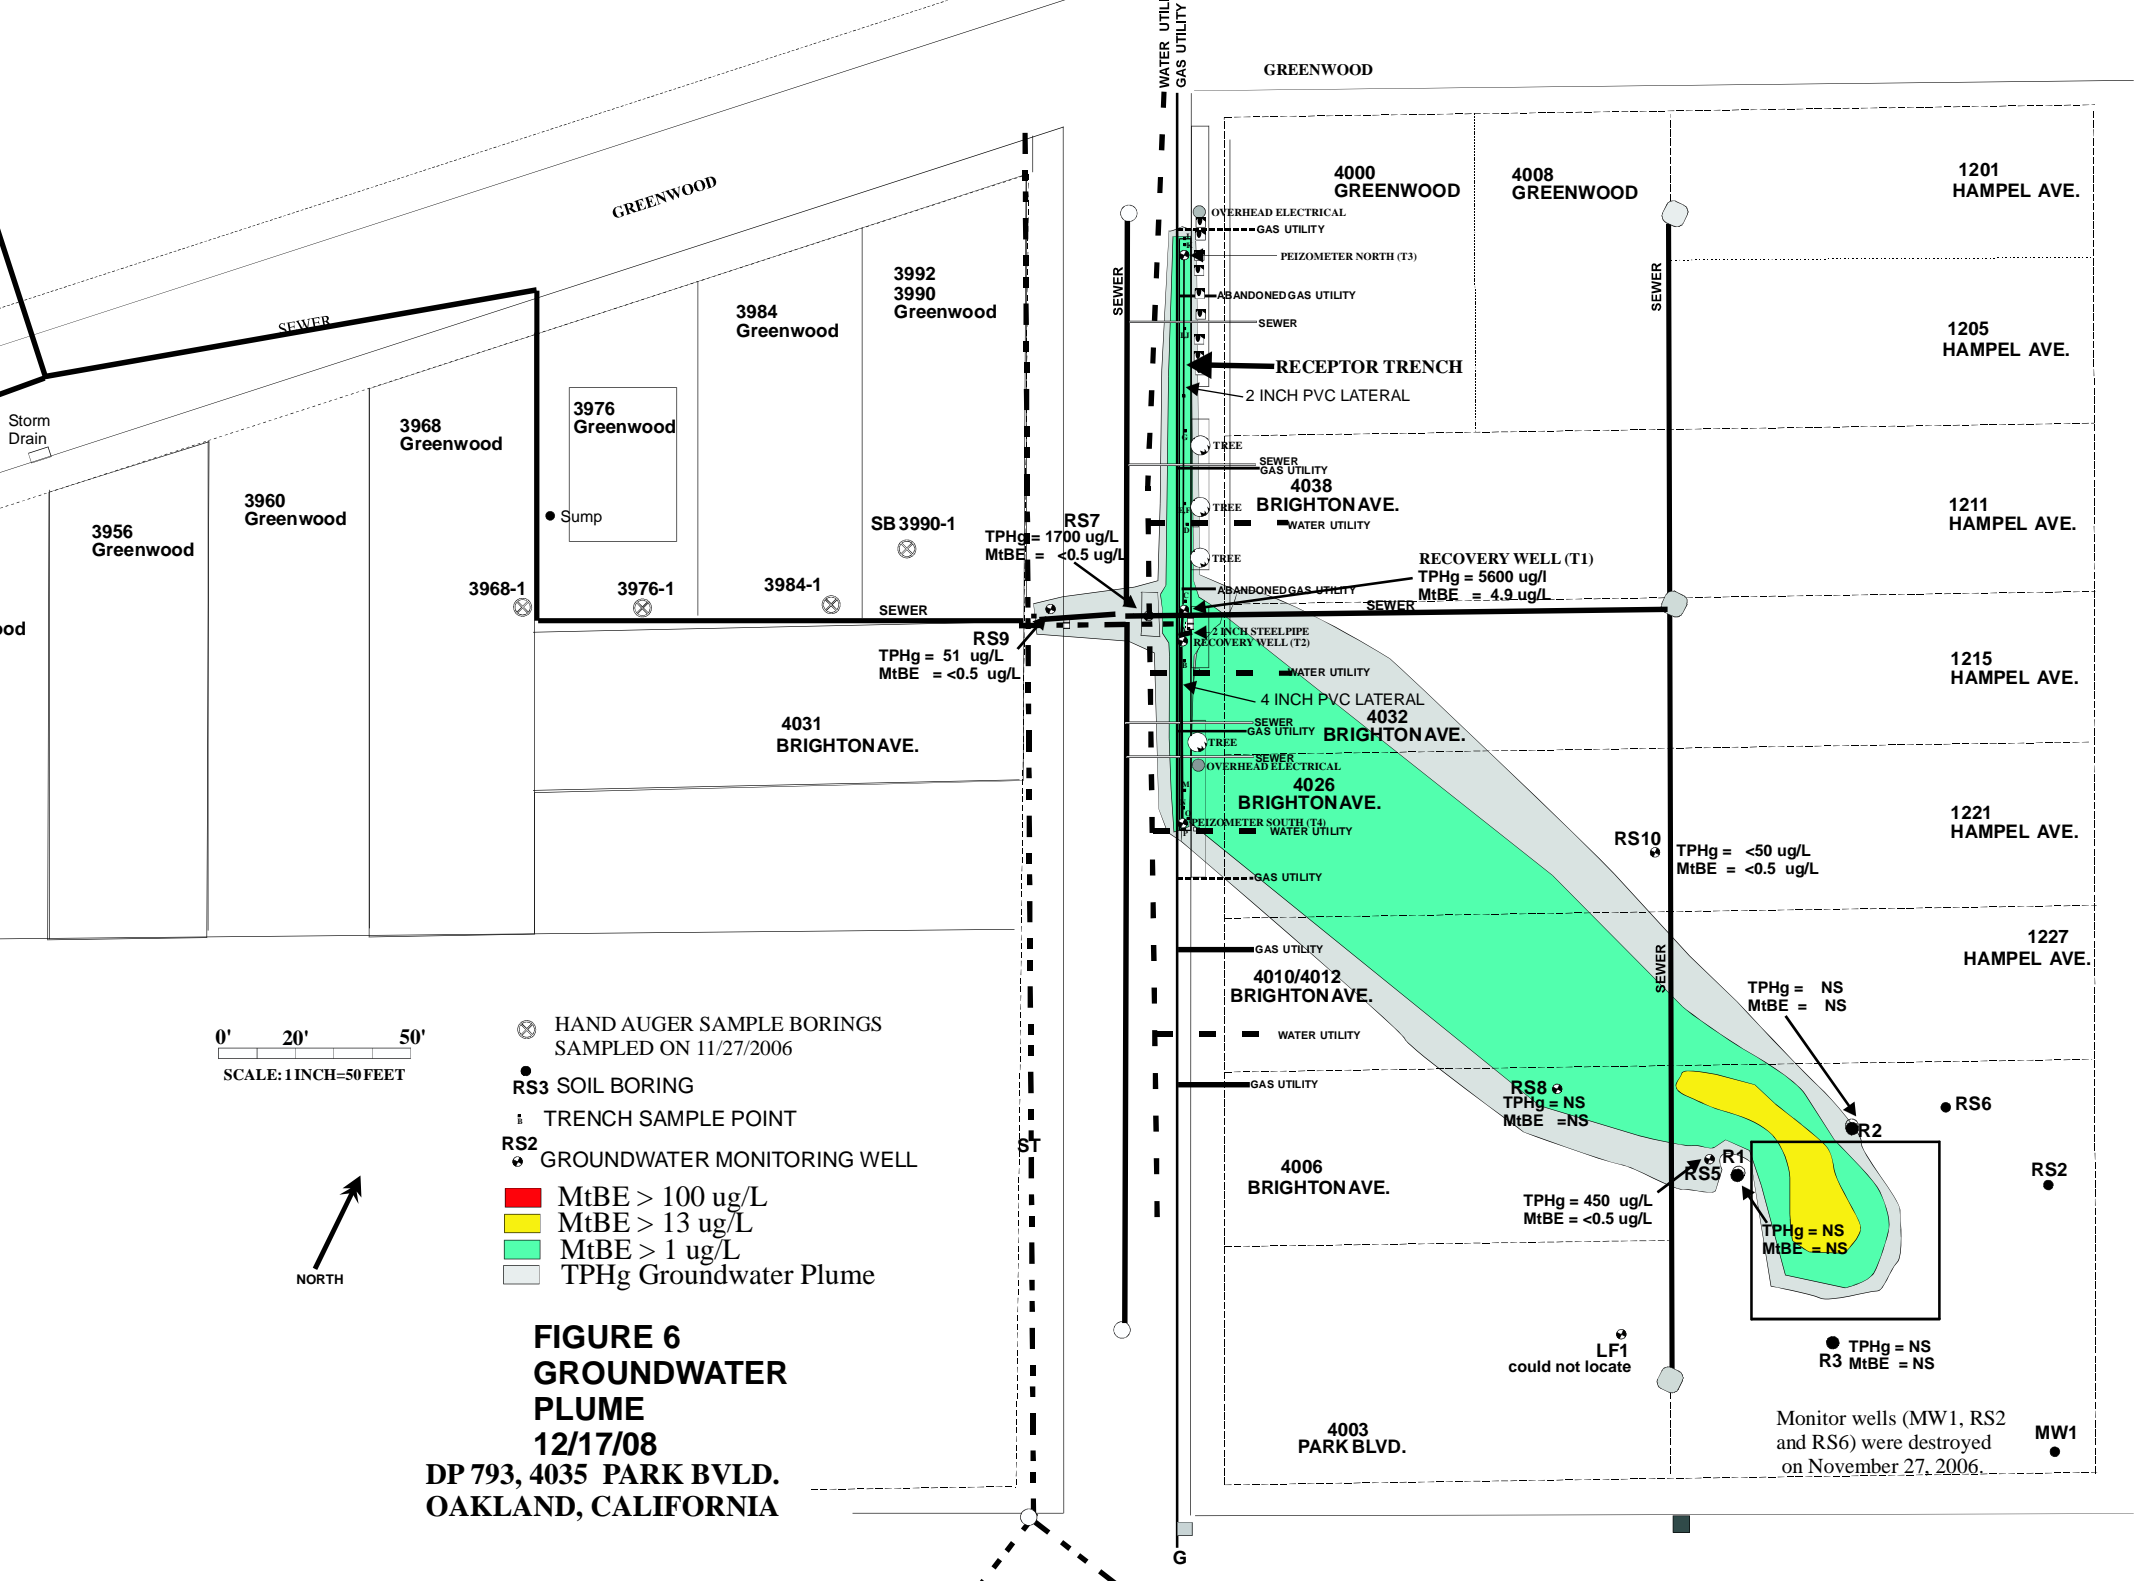 WATER UTILI
GAS UTILITY
GREENWOOD
GREENWOOD
4000
GREENWOOD
4008
GREENWOOD
1201
HAMPEL AVE.
OVERHEAD ELECTRICAL
GAS UTILITY
PEIZOMETER NORTH (T3)
SEWER
SEWER
3992
3990
Greenwood
3984
Greenwood
ABANDONED GAS UTILITY
SEWER
SEWER
1205
HAMPEL AVE.
RECEPTOR TRENCH
2 INCH PVC LATERAL
Storm
Drain
3976
Greenwood
3968
Greenwood
3960
Greenwood
3956
Greenwood
ood
Sump
TREE
SEWER
GAS UTILITY
4038
BRIGHTON AVE.
TREE
WATER UTILITY
TREE
1211
HAMPEL AVE.
SB 3990-1
RS7
TPHg = 1700 ug/L
MtBE = <0.5 ug/L
RECOVERY WELL (T1)
TPHg = 5600 ug/l
MtBE = 4.9 ug/L
ABANDONED GAS UTILITY
SEWER
3968-1
3976-1
3984-1
SEWER
RS9
TPHg = 51 ug/L
MtBE = <0.5 ug/L
2 INCH STEEL PIPE
RECOVERY WELL (T2)
WATER UTILITY
1215
HAMPEL AVE.
4 INCH PVC LATERAL
4031
BRIGHTON AVE.
4032
BRIGHTON AVE.
SEWER
GAS UTILITY
TREE
SEWER
OVERHEAD ELECTRICAL
4026
BRIGHTON AVE.
PEIZOMETER SOUTH (T4)
WATER UTILITY
1221
HAMPEL AVE.
RS10
TPHg = <50 ug/L
MtBE = <0.5 ug/L
GAS UTILITY
GAS UTILITY
SEWER
1227
HAMPEL AVE.
4010/4012
BRIGHTON AVE.
TPHg = NS
MtBE = NS
WATER UTILITY
GAS UTILITY
0' 20' 50'
SCALE: 1 INCH=50 FEET
HAND AUGER SAMPLE BORINGS
SAMPLED ON 11/27/2006
RS3 SOIL BORING
B TRENCH SAMPLE POINT
RS2
GROUNDWATER MONITORING WELL
MtBE > 100 ug/L
MtBE > 13 ug/L
MtBE > 1 ug/L
TPHg Groundwater Plume
NORTH
ST
RS8
TPHg = NS
MtBE =NS
RS6
R2
R1
RS5
RS2
4006
BRIGHTON AVE.
TPHg = 450 ug/L
MtBE = <0.5 ug/L
TPHg = NS
MtBE = NS
FIGURE 6
GROUNDWATER
PLUME
12/17/08
DP 793, 4035 PARK BVLD.
OAKLAND, CALIFORNIA
LF1
could not locate
R3
TPHg = NS
MtBE = NS
4003
PARK BLVD.
Monitor wells (MW1, RS2
and RS6) were destroyed
on November 27, 2006.
MW1
G